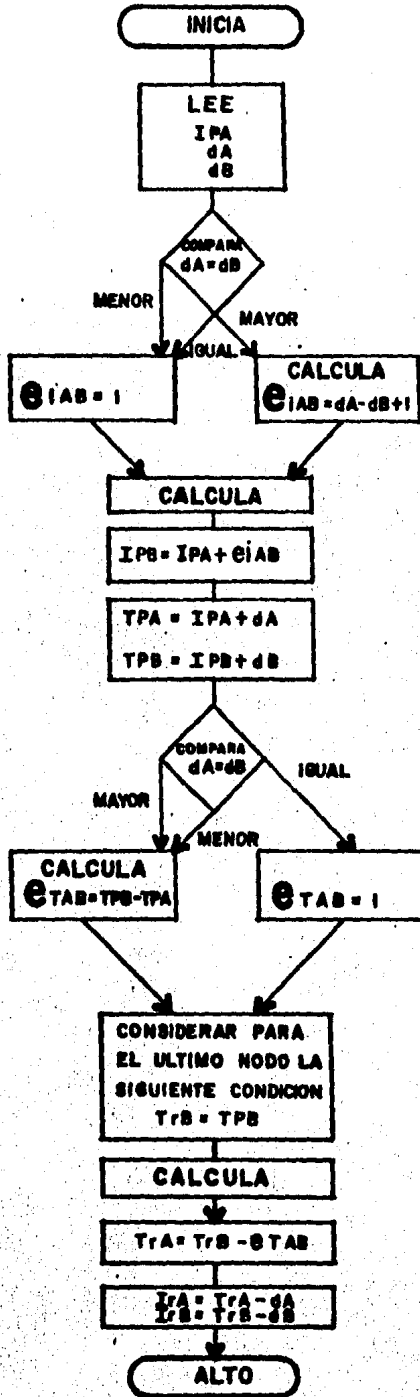 INICIA
LEE
IPA
dA
dB
COMPARA
dA=dB
MENOR
MAYOR
IGUAL
eiAB = 1
CALCULA
eiAB=dA-dB+1
CALCULA
IPB= IPA+ eiAB
TPA = IPA+ dA
TPB = IPB+ dB
COMPARA
dA=dB
IGUAL
MAYOR
MENOR
CALCULA
eTAB=TPB-TPA
eTAB = 1
CONSIDERAR PARA
EL ULTIMO NODO LA
SIGUIENTE CONDICION
TrB = TPB
CALCULA
TrA= TrB - eTAB
IrA= TrA-dA
IrB= TrB-dB
ALTO